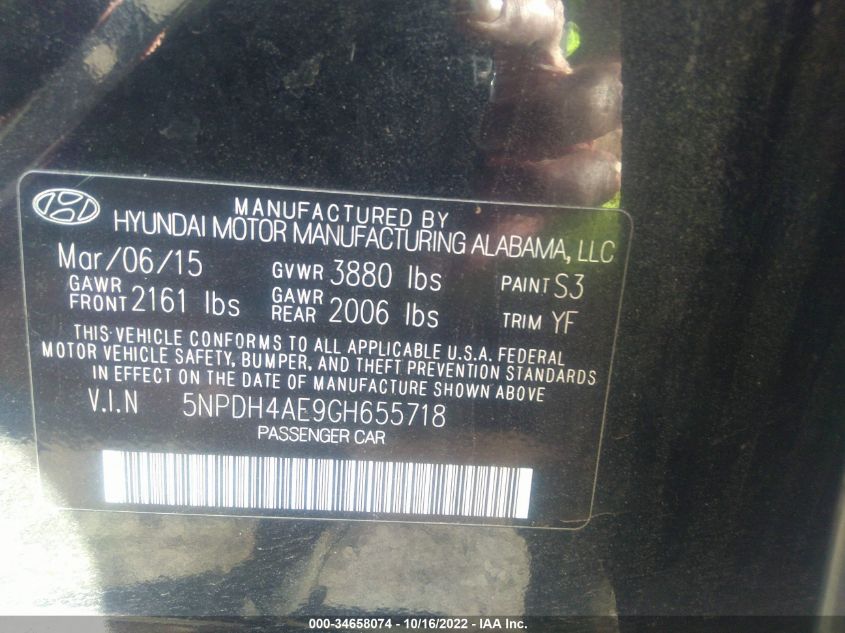 MANUFACTURED BY
HYUNDAI MOTOR MANUFACTURING ALABAMA, LLC
Mar/06/15 GVWR 3880 lbs PAINT S3
GAWR FRONT 2161 lbs GAWR REAR 2006 lbs TRIM YF
THIS VEHICLE CONFORMS TO ALL APPLICABLE U.S.A. FEDERAL
MOTOR VEHICLE SAFETY, BUMPER, AND THEFT PREVENTION STANDARDS
IN EFFECT ON THE DATE OF MANUFACTURE SHOWN ABOVE
V.I.N 5NPDH4AE9GH655718
PASSENGER CAR
000-34658074 - 10/16/2022 - IAA Inc.